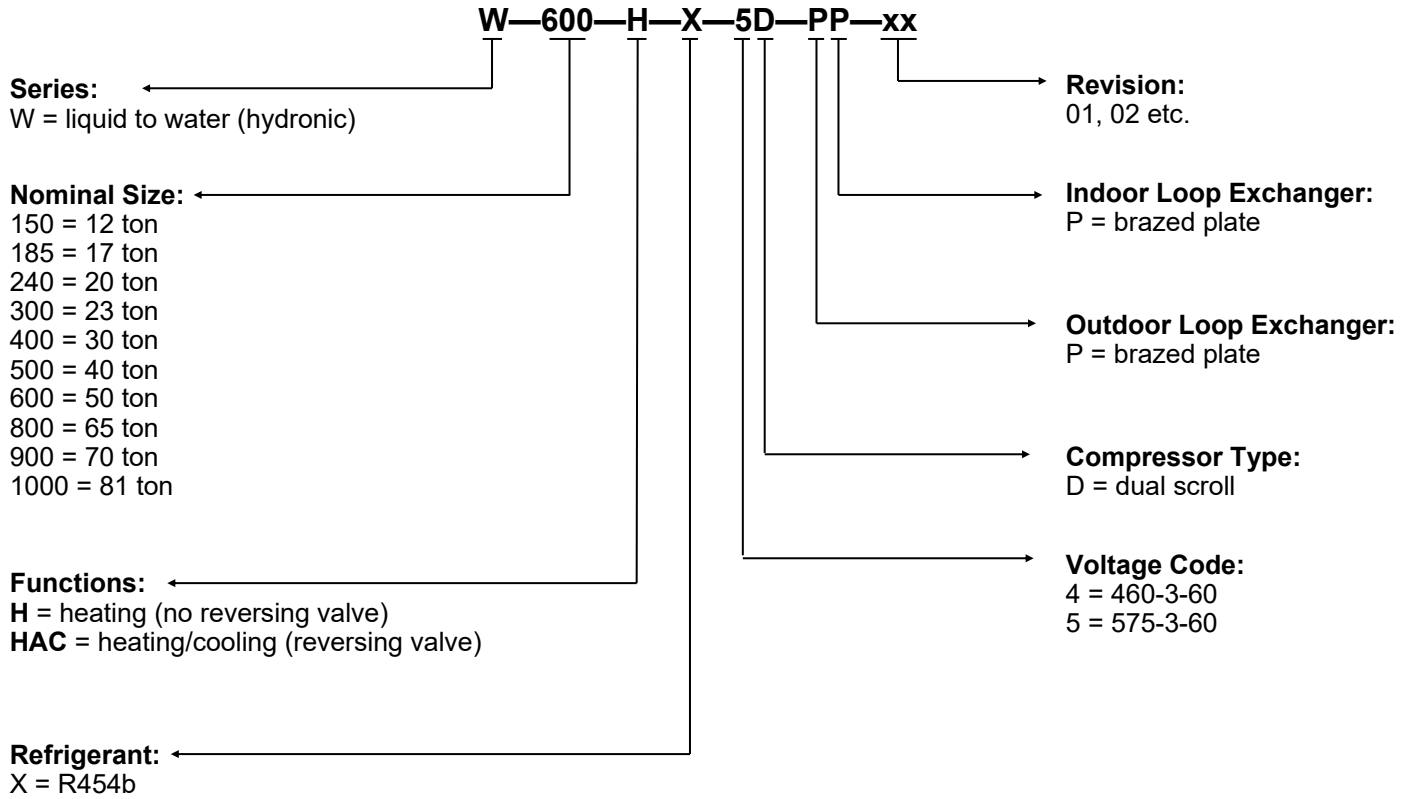 W—600—H—X—5D—PP—xx
Series:
W = liquid to water (hydronic)
Nominal Size:
150 = 12 ton
185 = 17 ton
240 = 20 ton
300 = 23 ton
400 = 30 ton
500 = 40 ton
600 = 50 ton
800 = 65 ton
900 = 70 ton
1000 = 81 ton
Functions:
H = heating (no reversing valve)
HAC = heating/cooling (reversing valve)
Refrigerant:
X = R454b
Revision:
01, 02 etc.
Indoor Loop Exchanger:
P = brazed plate
Outdoor Loop Exchanger:
P = brazed plate
Compressor Type:
D = dual scroll
Voltage Code:
4 = 460-3-60
5 = 575-3-60